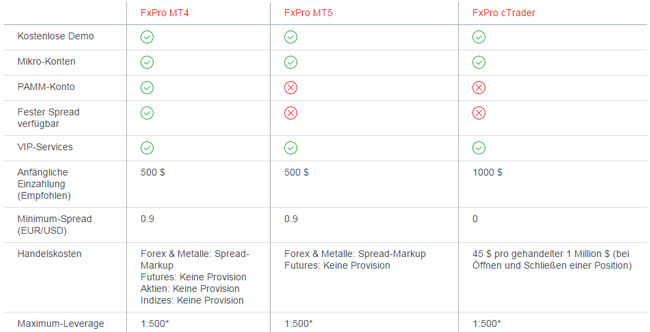 FxPro MT4 FxPro MT5 FxPro cTrader
Kostenlose Demo
Mikro-Konten
PAMM-Konto
Fester Spread
verfügbar
VIP-Services
Anfängliche
Einzahlung
(Empfohlen)
500 $ 500 $ 1000 $
Minimum-Spread
(EUR/USD)
0.9 0.9 0
Handelskosten
Forex & Metalle: Spread-
Markup
Futures: Keine Provision
Aktien: Keine Provision
Indizes: Keine Provision
Forex & Metalle: Spread-Markup
Futures: Keine Provision
45 $ pro gehandelter 1 Million $ (bei
Öffnen und Schließen einer Position)
Maximum-Leverage 1:500* 1:500* 1:500*